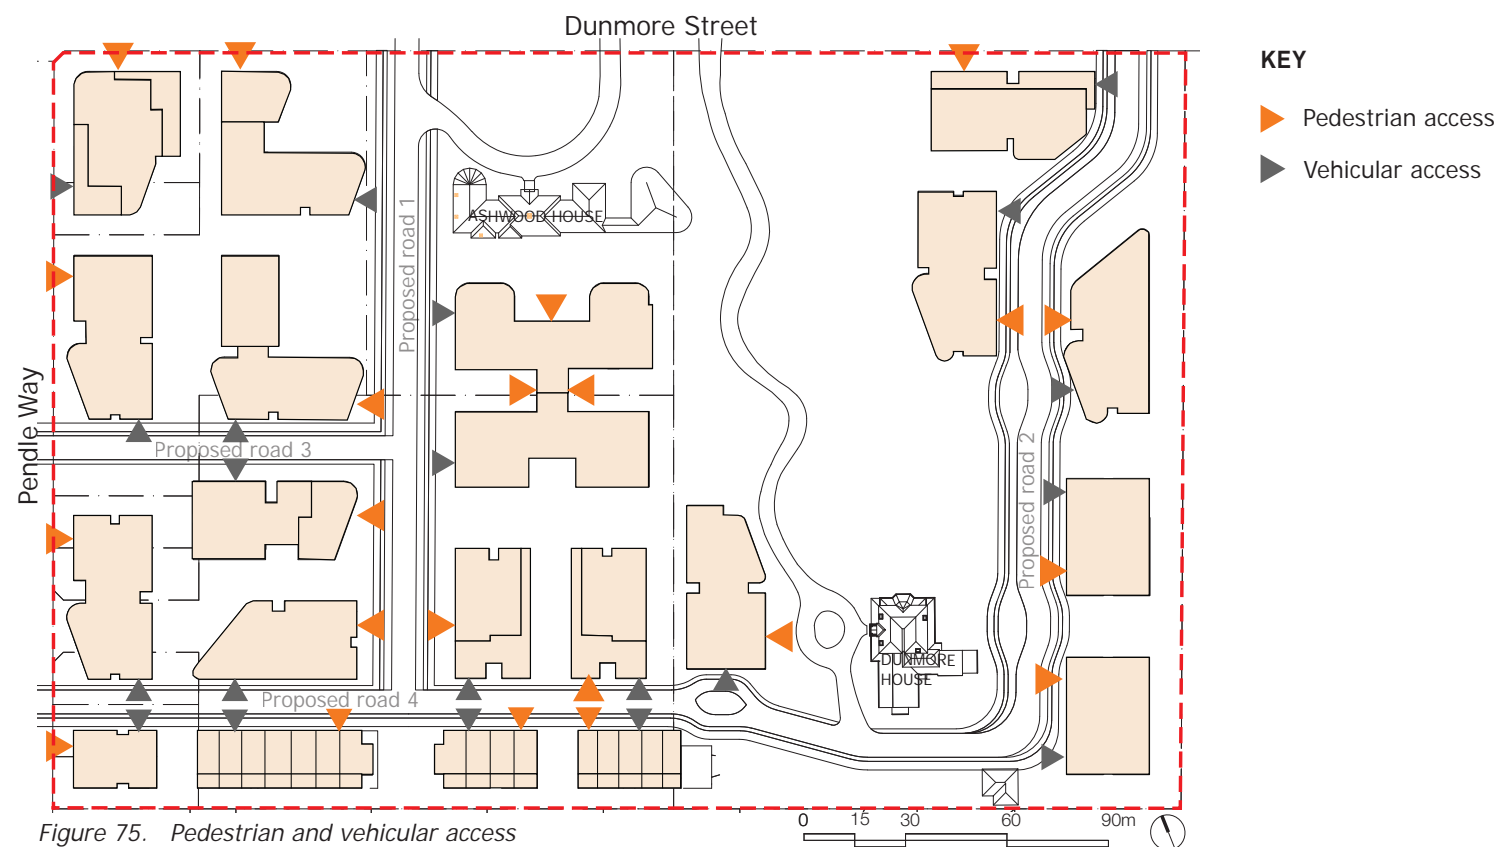 Dunmore Street
KEY
Pedestrian access
Vehicular access
ASHWOOD HOUSE
Proposed road 1
Pendle Way
Proposed road 3
Proposed road 2
DUNMORE
HOUSE
Proposed road 4
0 15 30 60 90m
Figure 75. Pedestrian and vehicular access